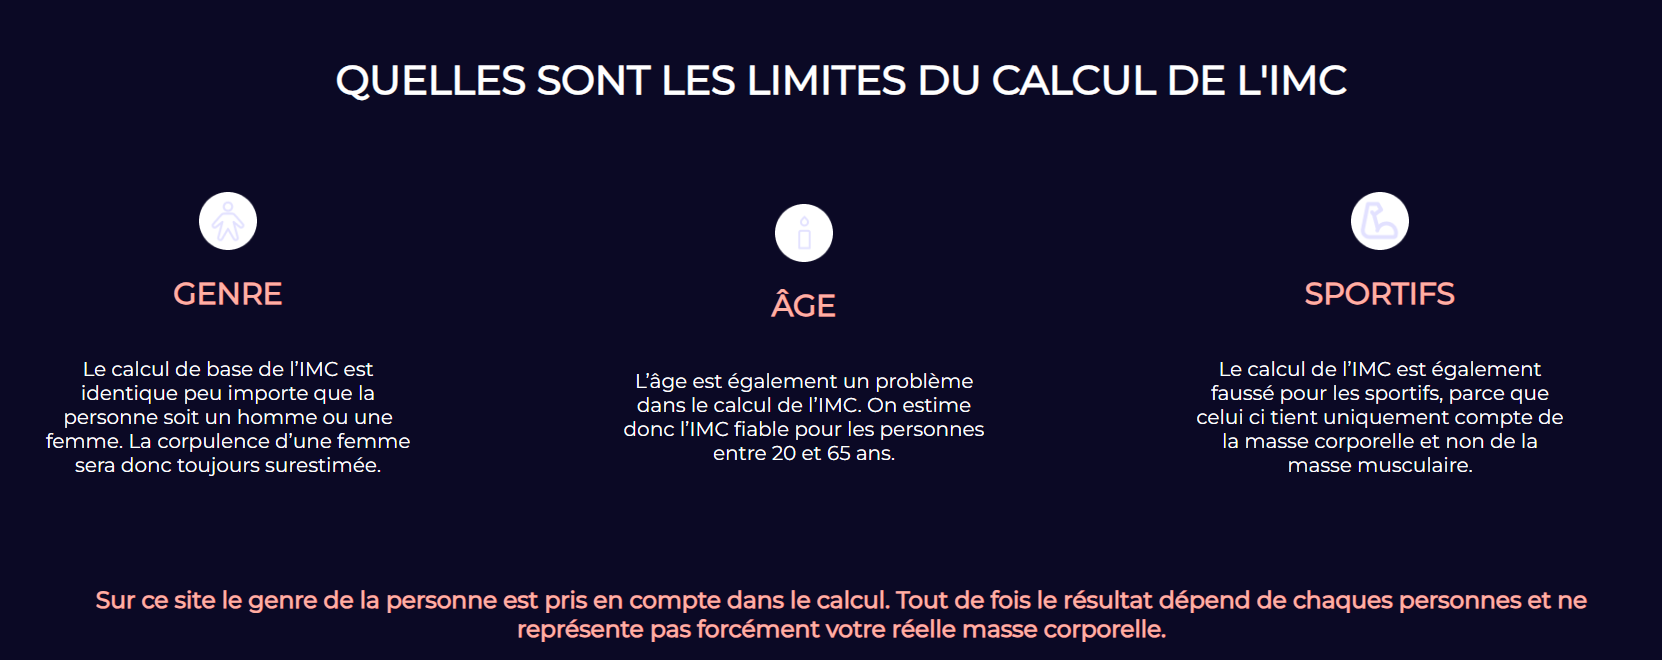 QUELLES SONT LES LIMITES DU CALCUL DE L'IMC
GENRE
Le calcul de base de l’IMC est
identique peu importe que la
personne soit un homme ou une
femme. La corpulence d’une femme
sera donc toujours surestimée.
ÂGE
L’âge est également un problème
dans le calcul de l’IMC. On estime
donc l’IMC fiable pour les personnes
entre 20 et 65 ans.
SPORTIFS
Le calcul de l’IMC est également
faussé pour les sportifs, parce que
celui ci tient uniquement compte de
la masse corporelle et non de la
masse musculaire.
Sur ce site le genre de la personne est pris en compte dans le calcul. Tout de fois le résultat dépend de chaques personnes et ne
représente pas forcément votre réelle masse corporelle.